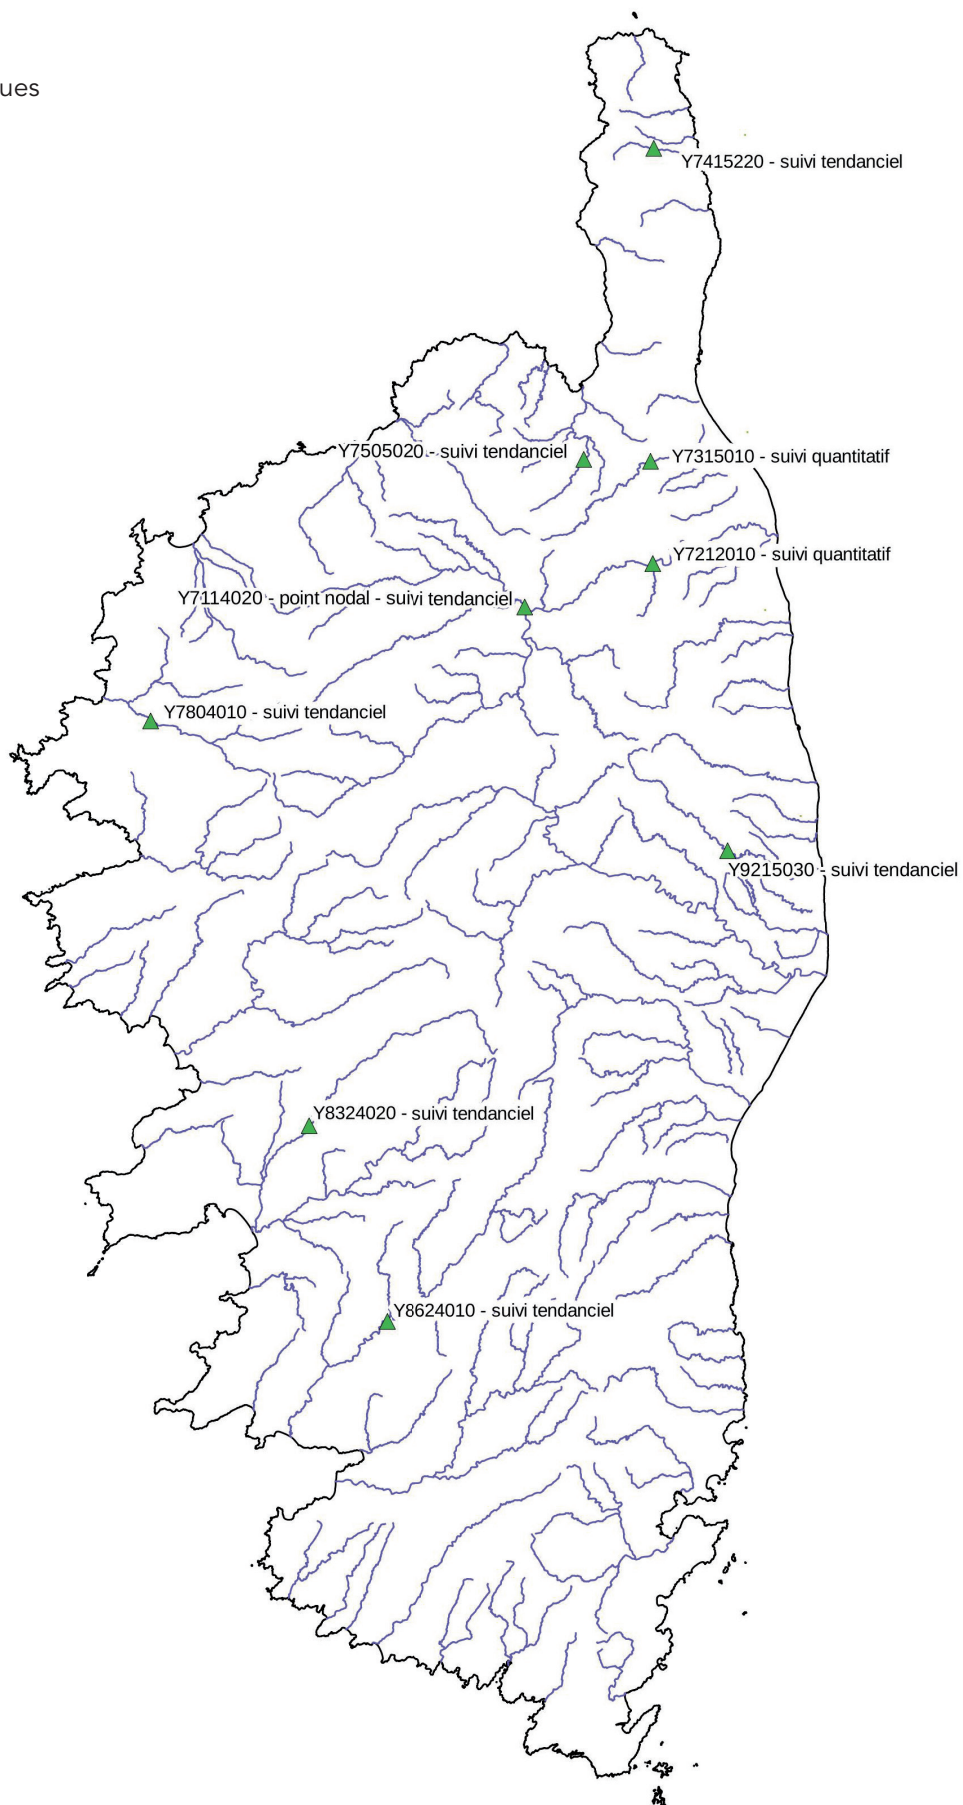 ues
Y7415220 - suivi tendanciel
Y7505020 - suivi tendanciel
Y7315010 - suivi quantitatif
Y7212010 - suivi quantitatif
Y7114020 - point nodal - suivi tendanciel
Y7804010 - suivi tendanciel
Y9215030 - suivi tendanciel
Y8324020 - suivi tendanciel
Y8624010 - suivi tendanciel